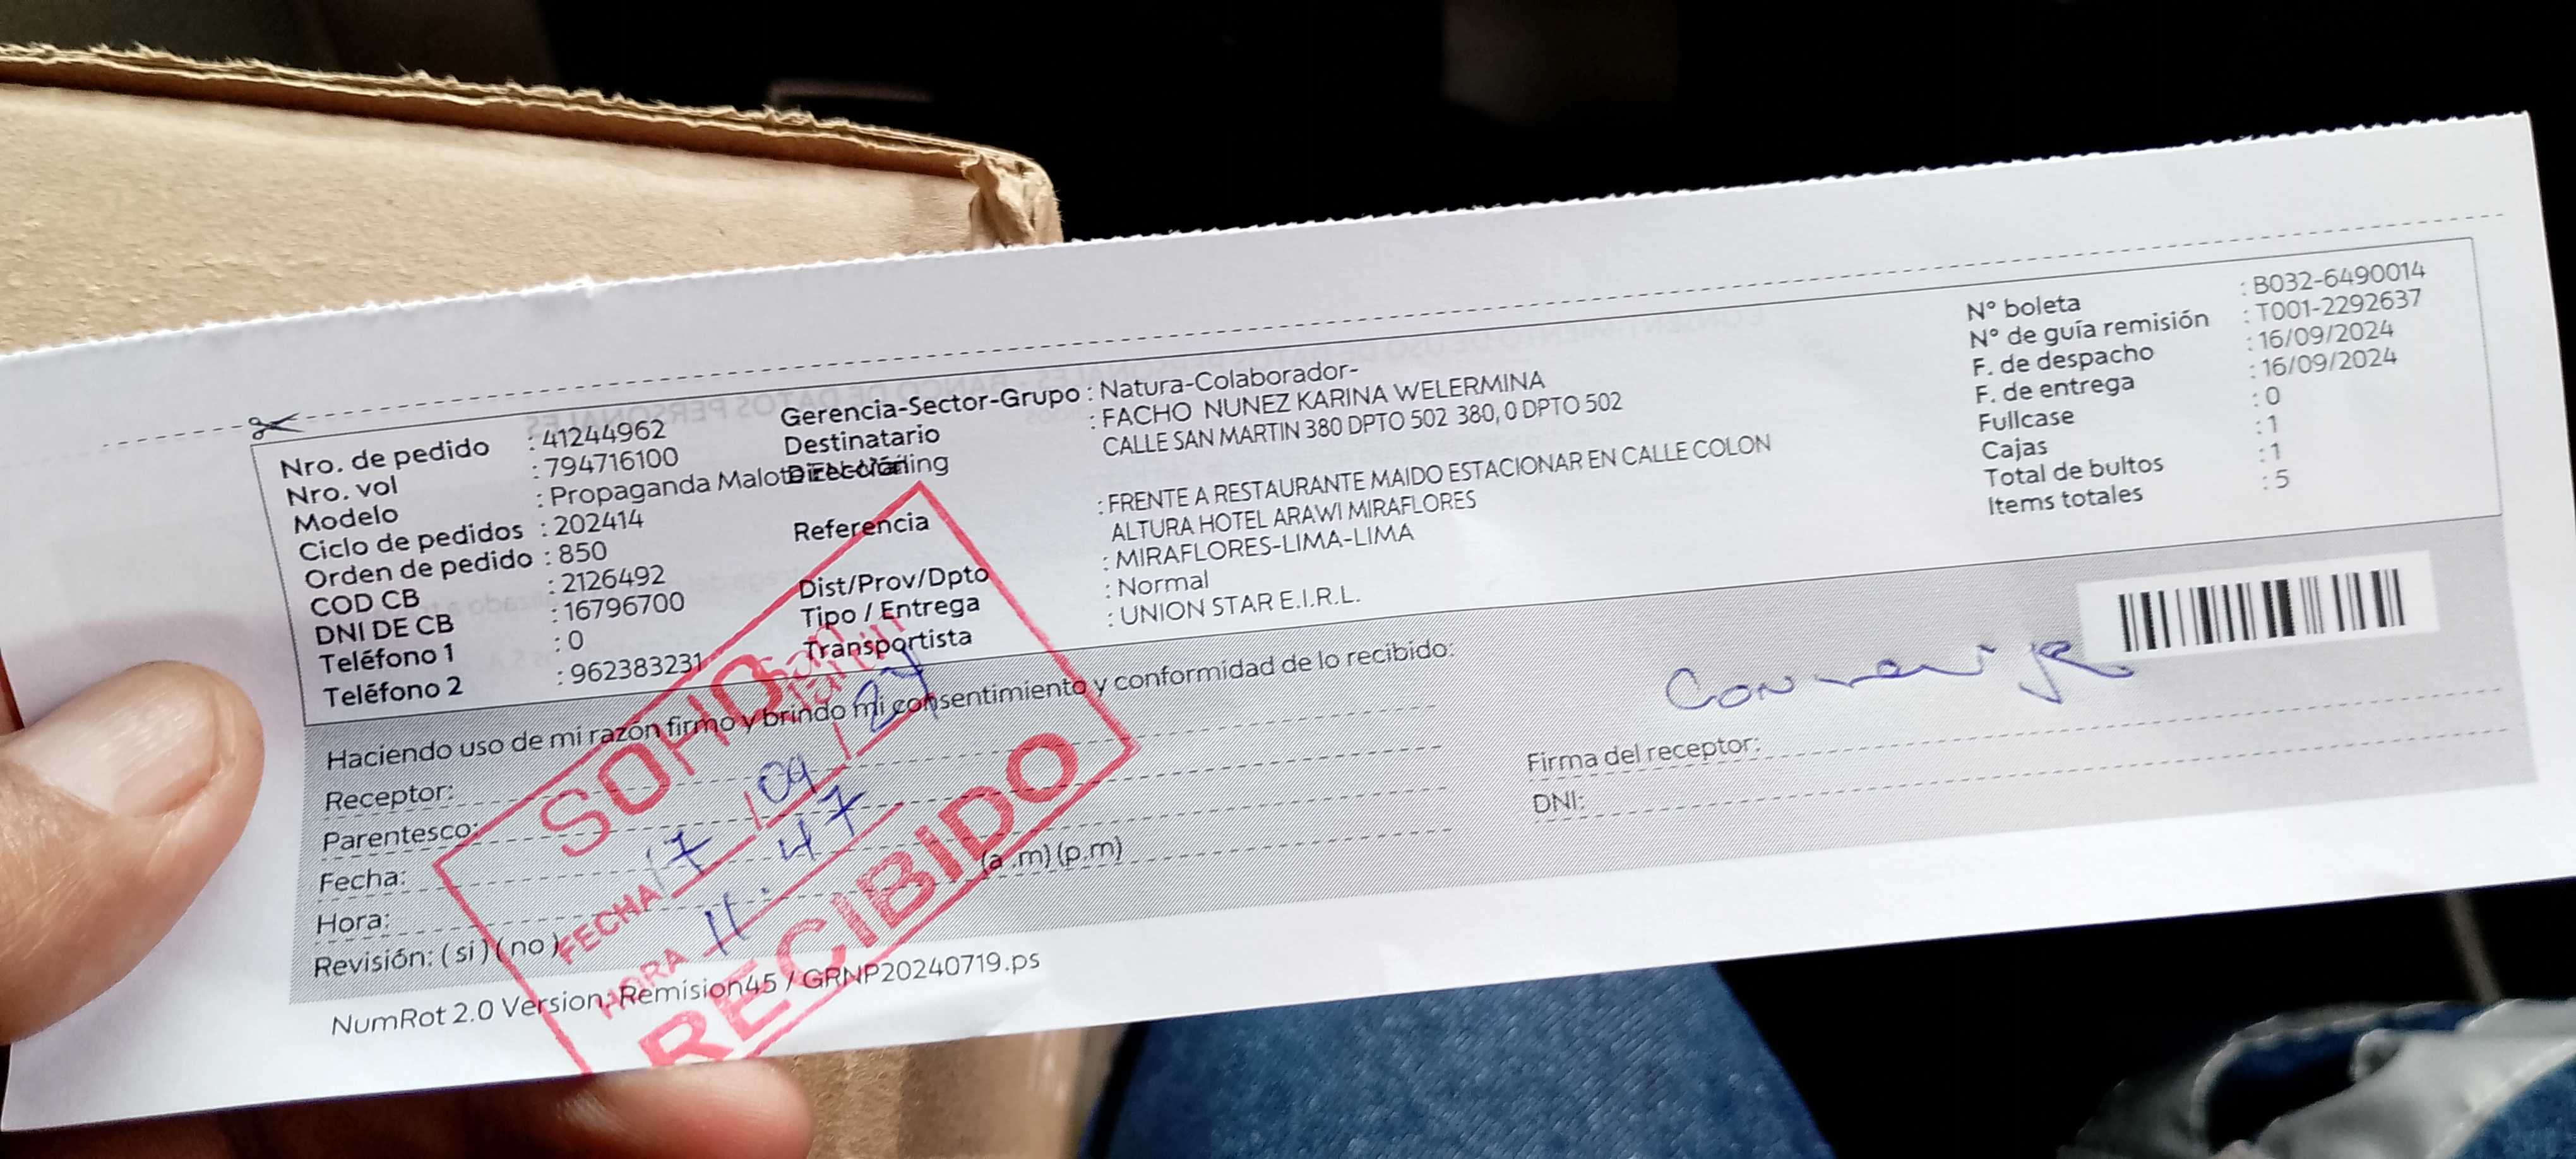 Nro. de pedido : 41244962
Nro. vol : 794716100
Modelo : Propaganda Malote
Ciclo de pedidos : 202414
Orden de pedido : 850
COD CB : 2126492
DNI DE CB : 16796700
Teléfono 1 : 0
Teléfono 2 : 962383231
Gerencia-Sector-Grupo : Natura-Colaborador-
Destinatario : FACHO NUNEZ KARINA WELERMINA
Dirección CALLE SAN MARTIN 380 DPTO 502 380, 0 DPTO 502
Referencia : FRENTE A RESTAURANTE MAIDO ESTACIONAR EN CALLE COLON
ALTURA HOTEL ARAWI MIRAFLORES
Dist/Prov/Dpto : MIRAFLORES-LIMA-LIMA
Tipo / Entrega : Normal
Transportista : UNION STAR E.I.R.L.
N° boleta : B032-6490014
N° de guía remisión : T001-2292637
F. de despacho : 16/09/2024
F. de entrega : 16/09/2024
Fullcase : 0
Cajas : 1
Total de bultos : 1
Items totales : 5
Haciendo uso de mi razón firmo y brindo mi consentimiento y conformidad de lo recibido:
Receptor:
Parentesco:
Fecha:
Hora: (a .m) (p.m)
Revisión: ( si ) ( no )
Firma del receptor:
DNI:
SOHO
San Martin
FECHA 17 / 09 / 24
HORA 11:47
RECIBIDO
NumRot 2.0 Version: Remision45 / GRNP20240719.ps